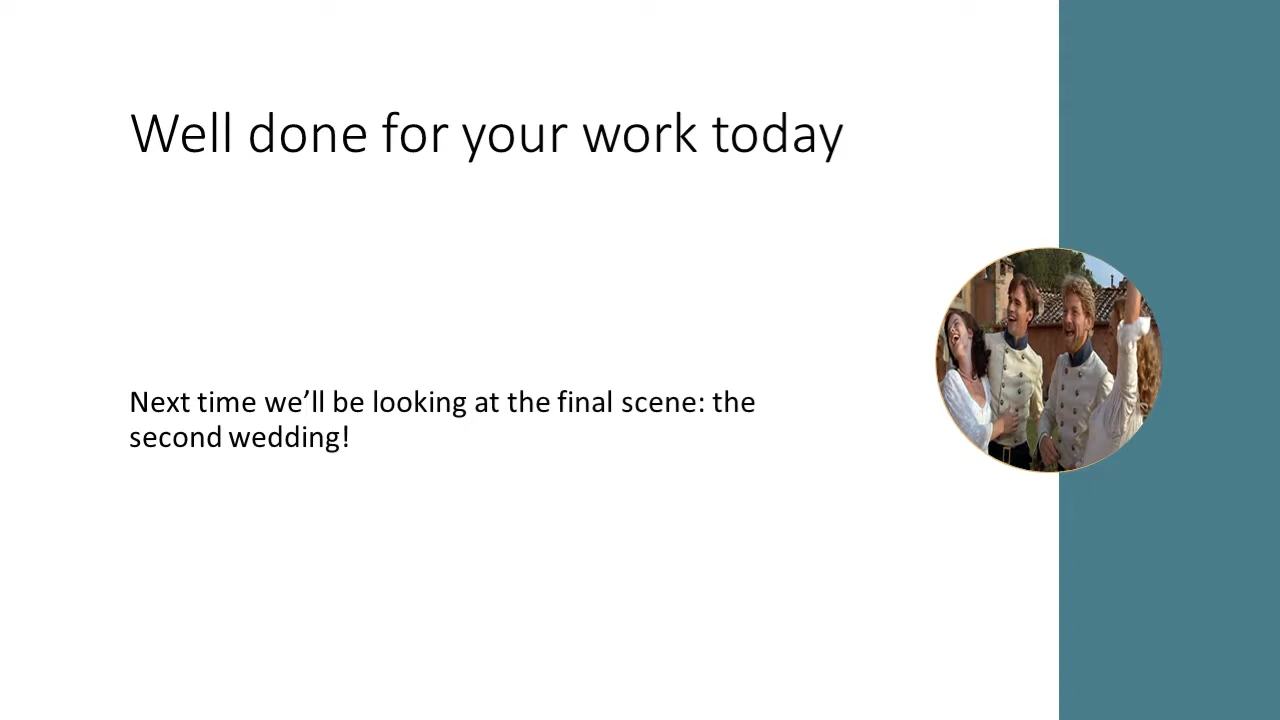 Well done for your work today
Next time we’ll be looking at the final scene: the
second wedding!